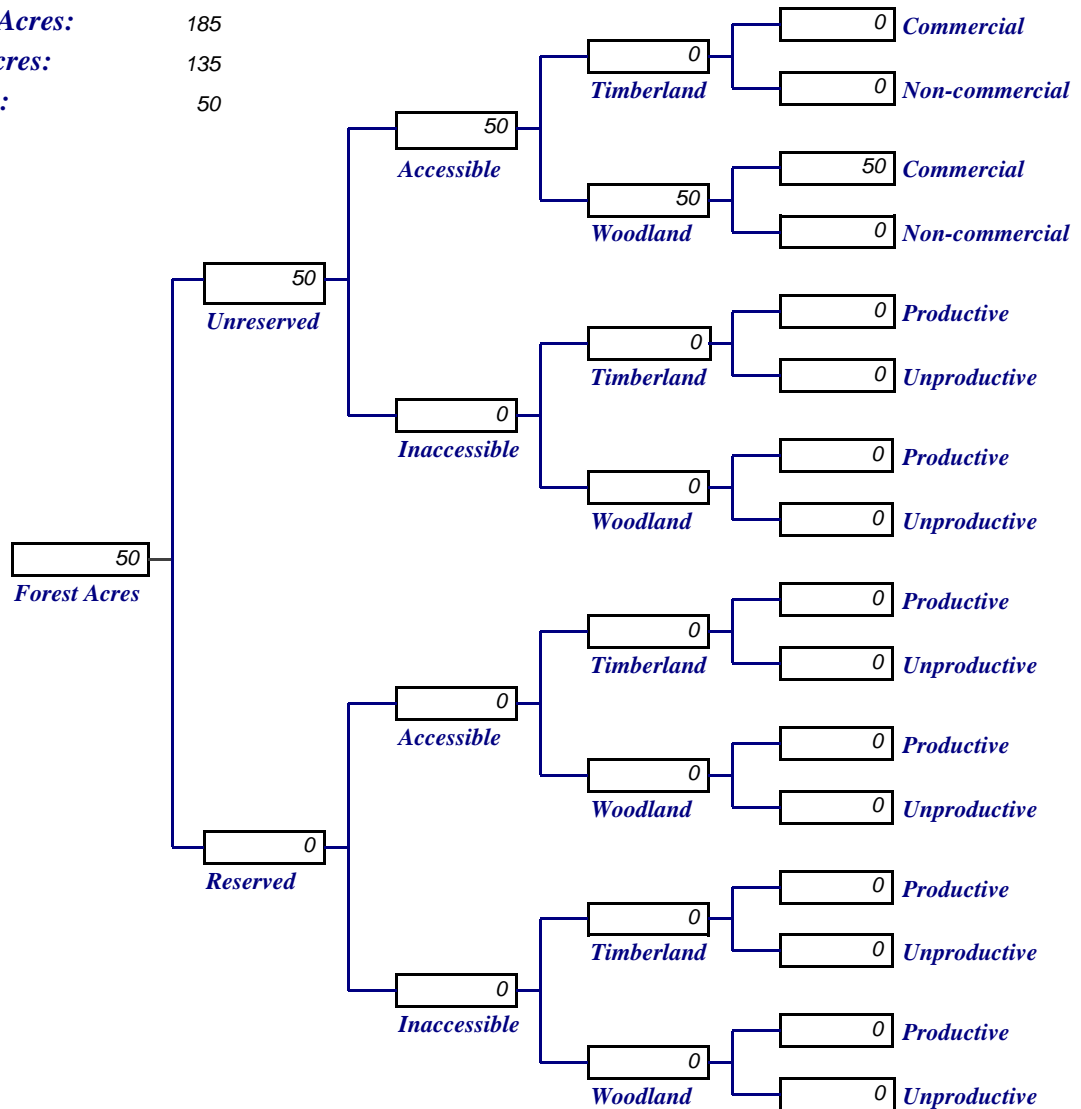 Acres: 185
cres: 135
: 50
0 Commercial
0
Timberland
0 Non-commercial
50
Accessible
50 Commercial
50
Woodland
0 Non-commercial
50
Unreserved
0 Productive
0
Timberland
0 Unproductive
0
Inaccessible
0 Productive
0
Woodland
0 Unproductive
50
Forest Acres
0 Productive
0
Timberland
0 Unproductive
0
Accessible
0 Productive
0
Woodland
0 Unproductive
0
Reserved
0 Productive
0
Timberland
0 Unproductive
0
Inaccessible
0 Productive
0
Woodland
0 Unproductive